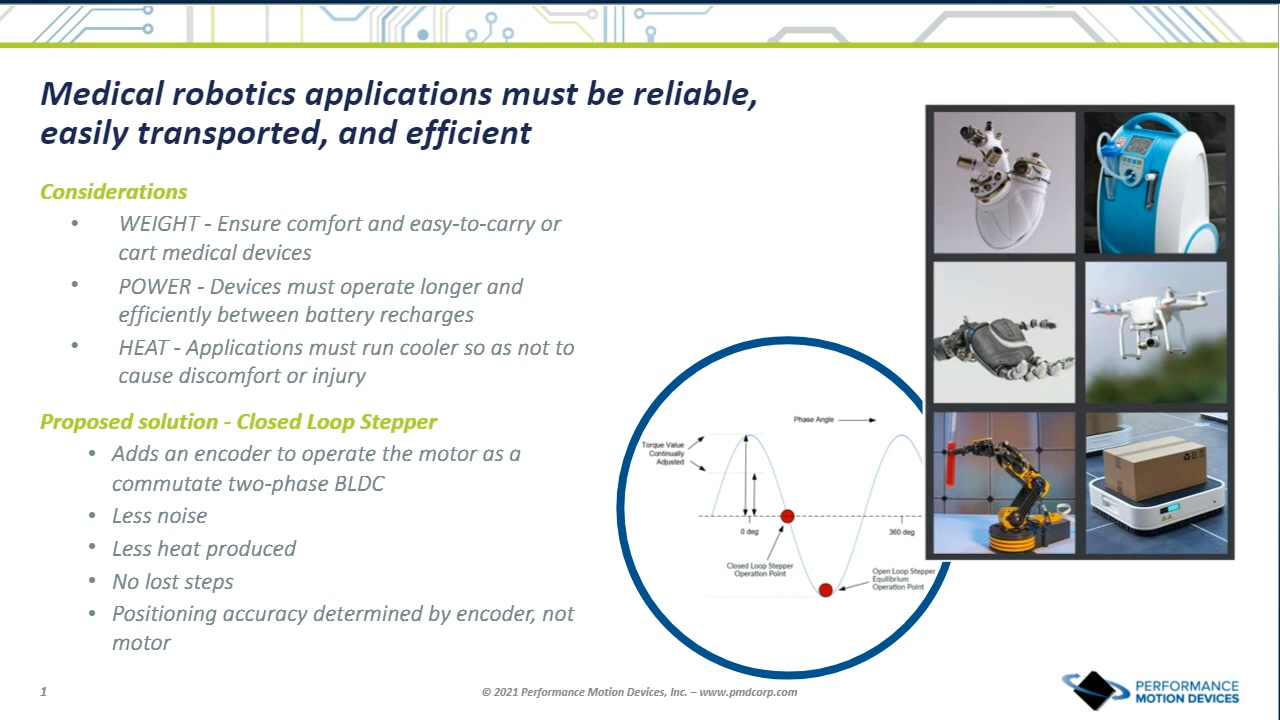 Medical robotics applications must be reliable,
easily transported, and efficient
Considerations
• WEIGHT - Ensure comfort and easy-to-carry or
cart medical devices
• POWER - Devices must operate longer and
efficiently between battery recharges
• HEAT - Applications must run cooler so as not to
cause discomfort or injury
Proposed solution - Closed Loop Stepper
• Adds an encoder to operate the motor as a
commutate two-phase BLDC
• Less noise
• Less heat produced
• No lost steps
• Positioning accuracy determined by encoder, not
motor
Phase Angle
Torque Value
Continually
Adjusted
0 deg
360 deg
Closed Loop Stepper
Operation Point
Open Loop Stepper
Equilibrium
Operation Point
1
© 2021 Performance Motion Devices, Inc. – www.pmdcorp.com
PERFORMANCE
MOTION DEVICES